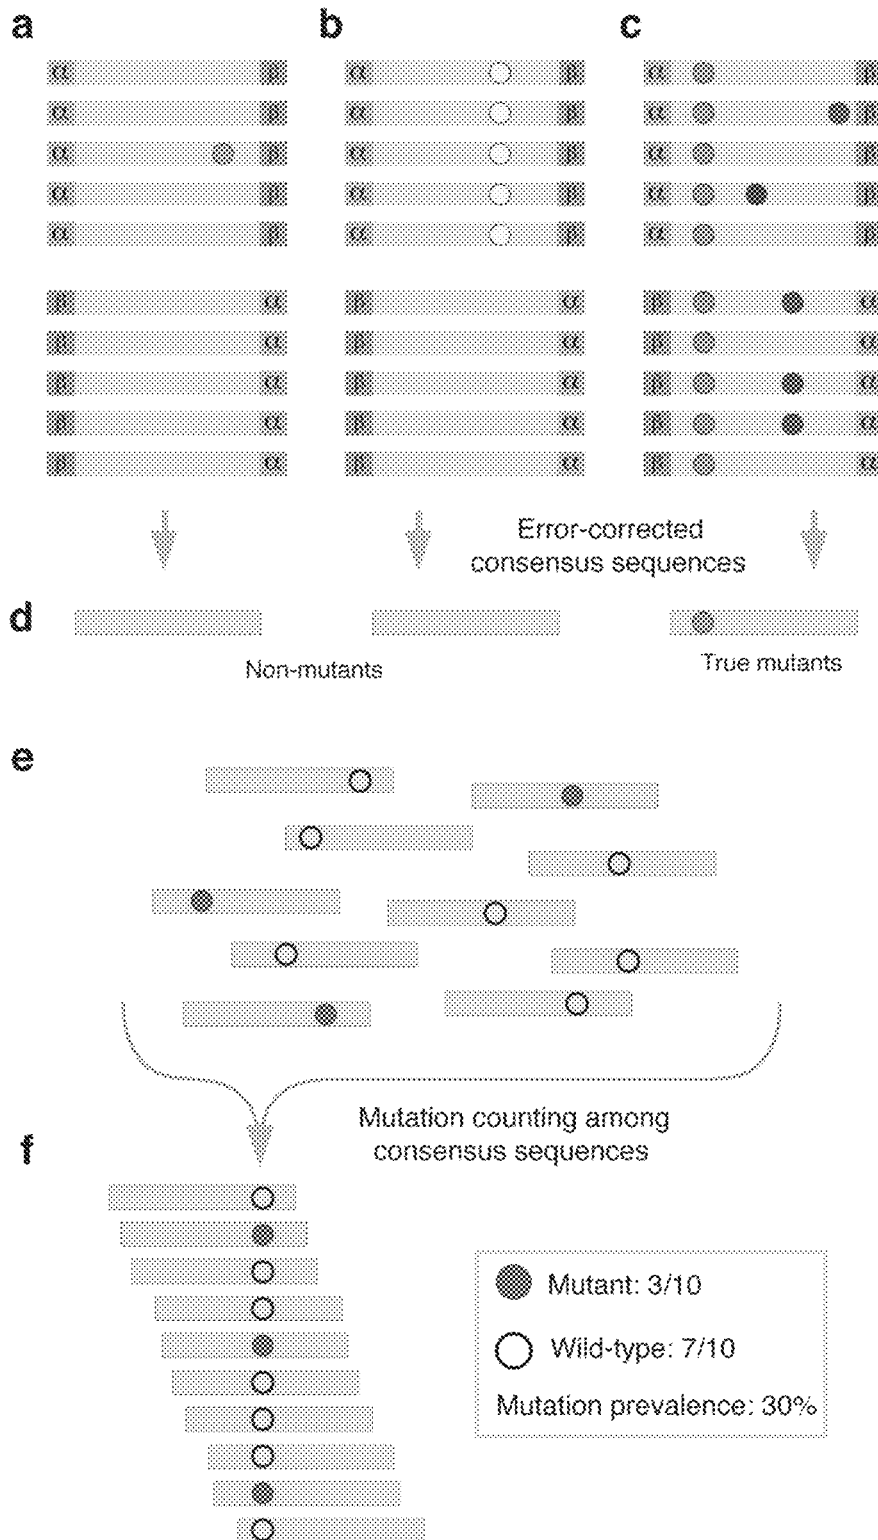 a b c
α β α β α β
α β α β α β
α β α β α β
α β α β α β
α β α β α β
β α β α β α
β α β α β α
β α β α β α
β α β α β α
β α β α β α
Error-corrected
consensus sequences
d
Non-mutants
True mutants
e
Mutation counting among
consensus sequences
f
Mutant: 3/10
Wild-type: 7/10
Mutation prevalence: 30%